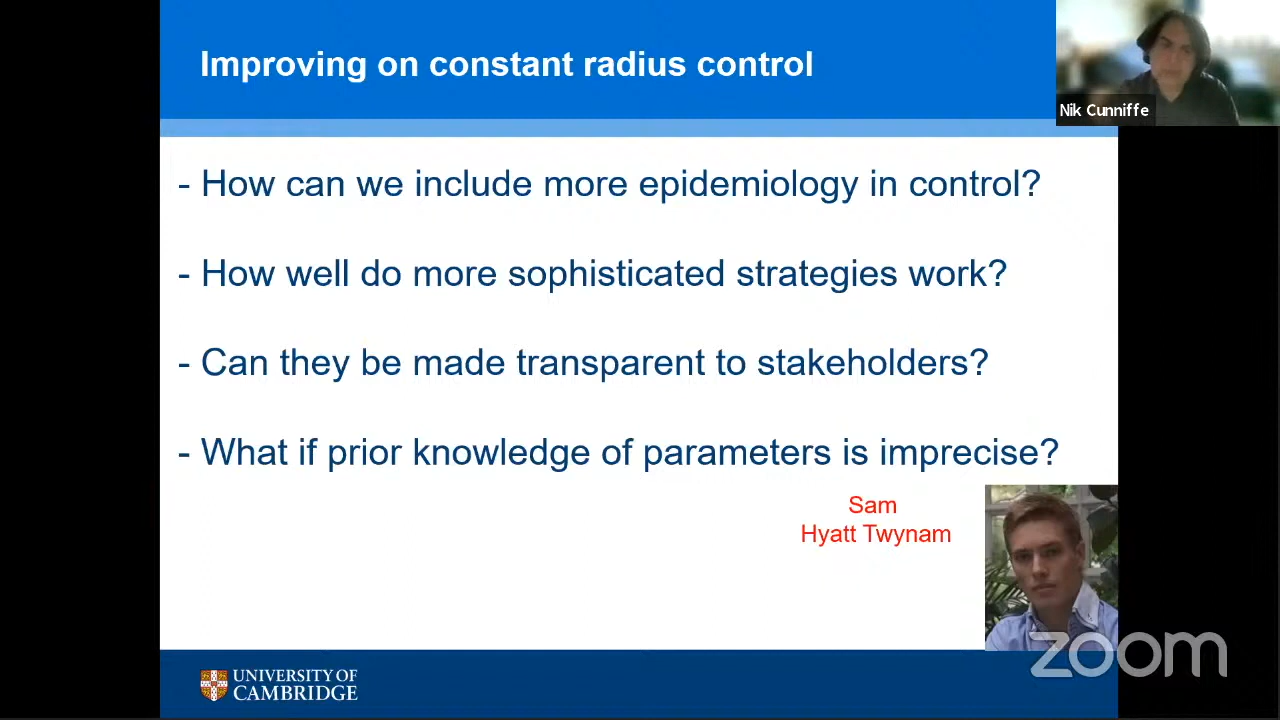 Improving on constant radius control
Nik Cunniffe
- How can we include more epidemiology in control?
- How well do more sophisticated strategies work?
- Can they be made transparent to stakeholders?
- What if prior knowledge of parameters is imprecise?
Sam
Hyatt Twynam
zoom
UNIVERSITY OF
CAMBRIDGE